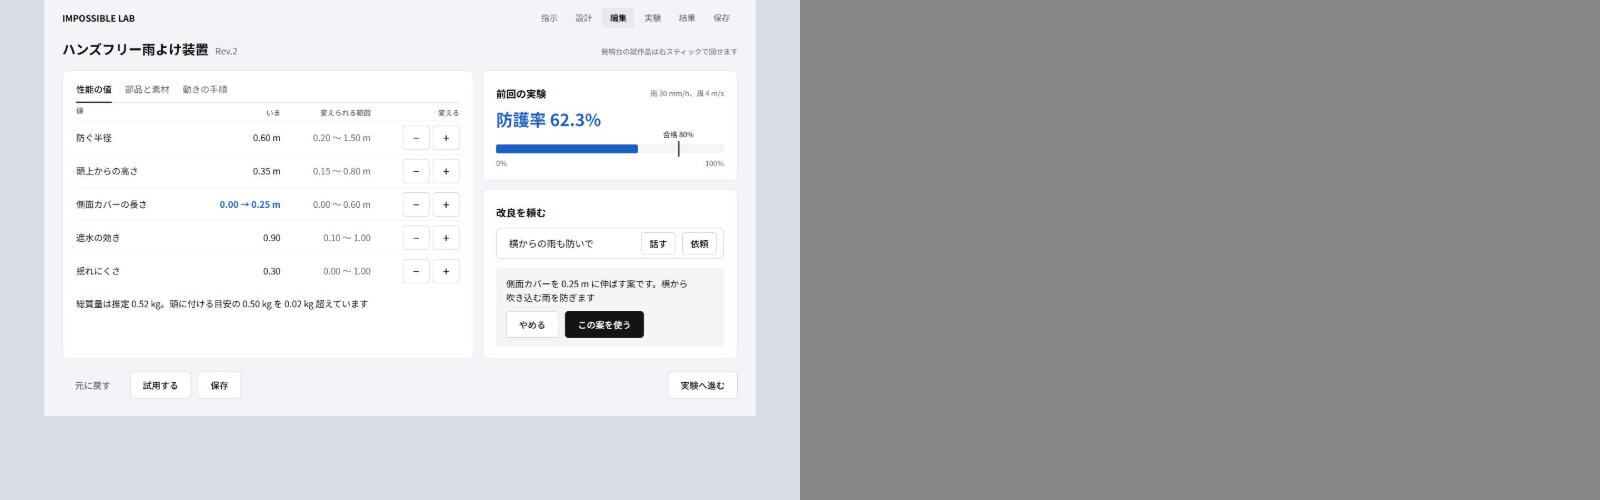 IMPOSSIBLE LAB
指示 設計 編集 実験 結果 保存
ハンズフリー雨よけ装置 Rev.2
発明台の試作品は右スティックで回せます
性能の値 部品と素材 動きの手順
値 いま 変えられる範囲 変える
防ぐ半径 0.60 m 0.20 〜 1.50 m − +
頭上からの高さ 0.35 m 0.15 〜 0.80 m − +
側面カバーの長さ 0.00 → 0.25 m 0.00 〜 0.60 m − +
遮水の効き 0.90 0.10 〜 1.00 − +
揺れにくさ 0.30 0.00 〜 1.00 − +
総質量は推定 0.52 kg。頭に付ける目安の 0.50 kg を 0.02 kg 超えています
前回の実験 雨 30 mm/h、風 4 m/s
防護率 62.3%
合格 80%
0% 100%
改良を頼む
横からの雨も防いで 話す 依頼
側面カバーを 0.25 m に伸ばす案です。横から
吹き込む雨を防ぎます
やめる この案を使う
元に戻す 試用する 保存 実験へ進む